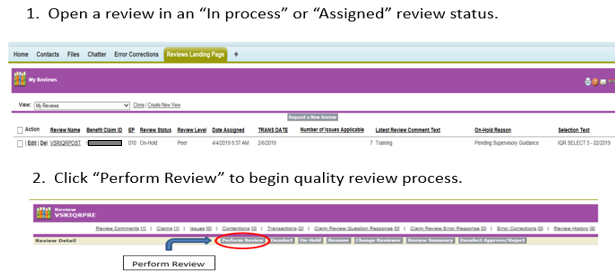 1. Open a review in an “In process” or “Assigned” review status.
Home Contacts Files Chatter Error Corrections Reviews Landing Page +
My Reviews
View: My Reviews Clone | Create New View
Request a New Review
Action Review Name Benefit Claim ID EP Review Status Review Level Date Assigned TRANS DATE Number of Issues Applicable Latest Review Comment Text On-Hold Reason Selection Text
Edit | Del VSRIQRPOST 010 On-Hold Peer 4/4/2019 8:37 AM 2/6/2019 7 Training Pending Supervisory Guidance IQR SELECT 5 - 02/2019
2. Click “Perform Review” to begin quality review process.
Review
VSRIQRPRE
Review Comments [1] | Claims [1] | Issues [0] | Contentions [3] | Transactions [2] | Claim Review Question Response [0] | Claim Review Error Response [0] | Error Corrections [0] | Review History [0]
Review Detail Perform Review Deselect On-Hold Resume Change Reviewer Review Summary Deselect Approve/Reject
Perform Review